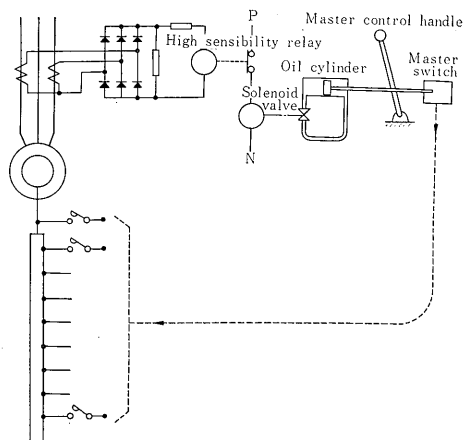 P
Master control handle
High sensibility relay
Oil cylinder
Master
switch
Solenoid
valve
N